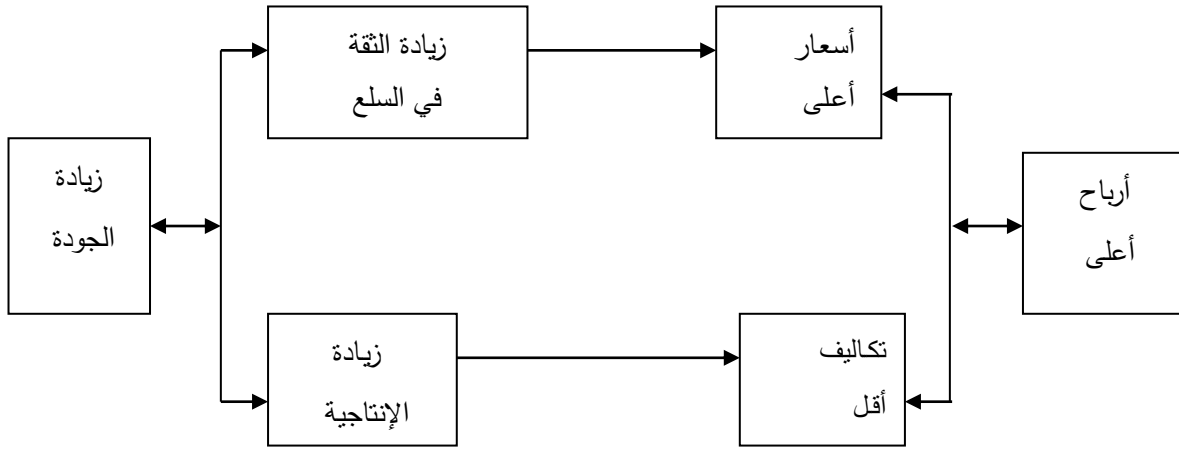 زيادة الثقة
في السلع
أسعار
أعلى
زيادة
الجودة
أرباح
أعلى
زيادة
الإنتاجية
تكاليف
أقل